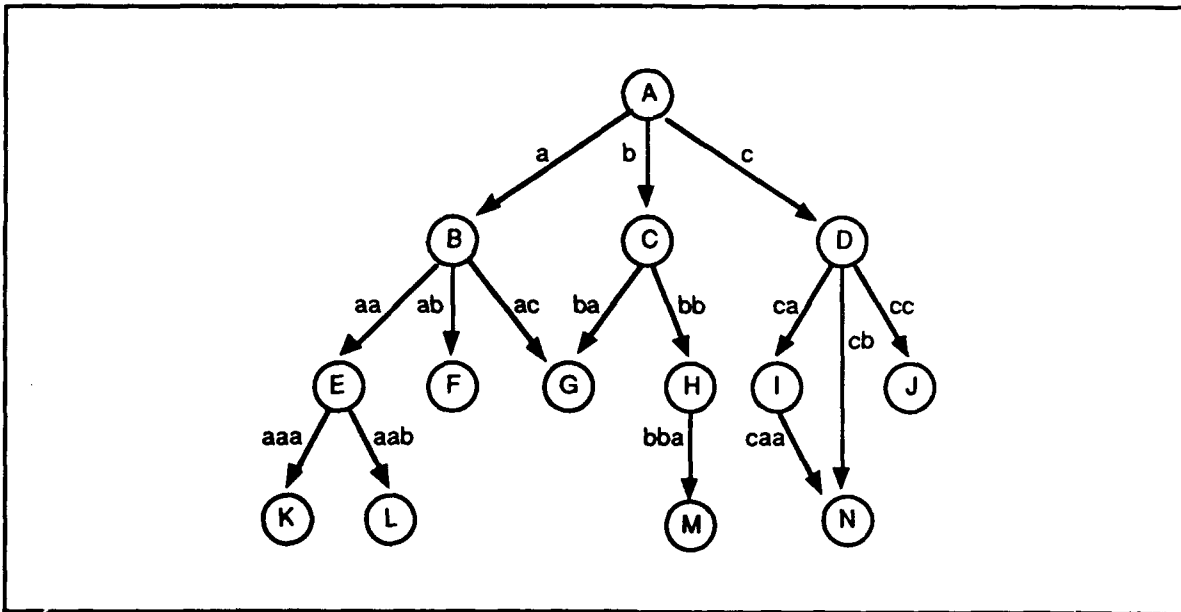 A
a b c
B C D
aa ab ac ba bb ca cb cc
E F G H I J
aaa aab bba caa
K L M N